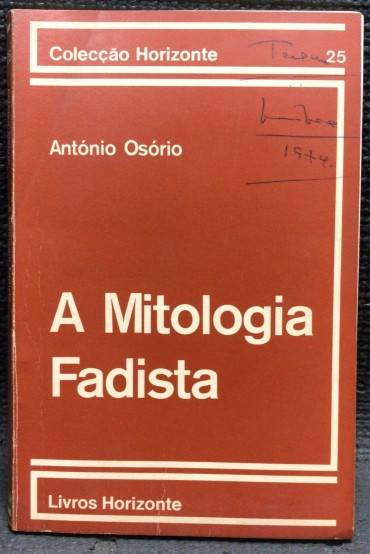 Colecção Horizonte
25
António Osório
1974.
A Mitologia
Fadista
Livros Horizonte